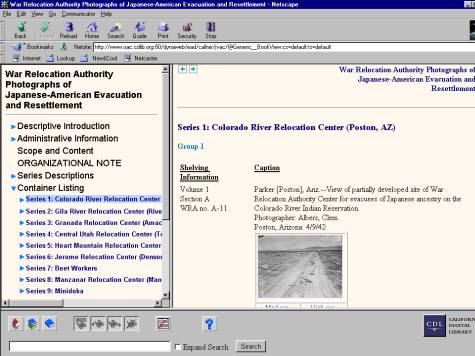 War Relocation Authority Photographs of Japanese-American Evacuation and Resettlement - Netscape
File Edit View Go Communicator Help
Back Forward Reload Home Search Guide Print Security Stop
Bookmarks Netsite: http://www.oac.cdlib.org:80/dynaweb/ead/calher/jvac/@Generic__BookView;cs=default;ts=default
Internet Lookup New&Cool Netcaster
War Relocation Authority
Photographs of
Japanese-American Evacuation
and Resettlement
Descriptive Introduction
Administrative Information
Scope and Content
ORGANIZATIONAL NOTE
Series Descriptions
Container Listing
Series 1: Colorado River Relocation Center
Series 2: Gila River Relocation Center (Rive
Series 3: Granada Relocation Center (Amac
Series 4: Central Utah Relocation Center (To
Series 5: Heart Mountain Relocation Center
Series 6: Jerome Relocation Center (Denson
Series 7: Beet Workers
Series 8: Manzanar Relocation Center (Man
Series 9: Minidoka
War Relocation Authority Photographs of
Japanese-American Evacuation and
Resettlement
Series 1: Colorado River Relocation Center (Poston, AZ)
Group 1
Shelving
Information
Caption
Volume 1
Section A
WRA no. A-11
Parker [Poston], Ariz.--View of partially developed site of War
Relocation Authority Center for evacuees of Japanese ancestry on the
Colorado River Indian Reservation.
Photographer: Albers, Clem
Poston, Arizona. 4/9/42
Expand Search
Search
CDL
CALIFORN
DIGITAL
LIBRARY